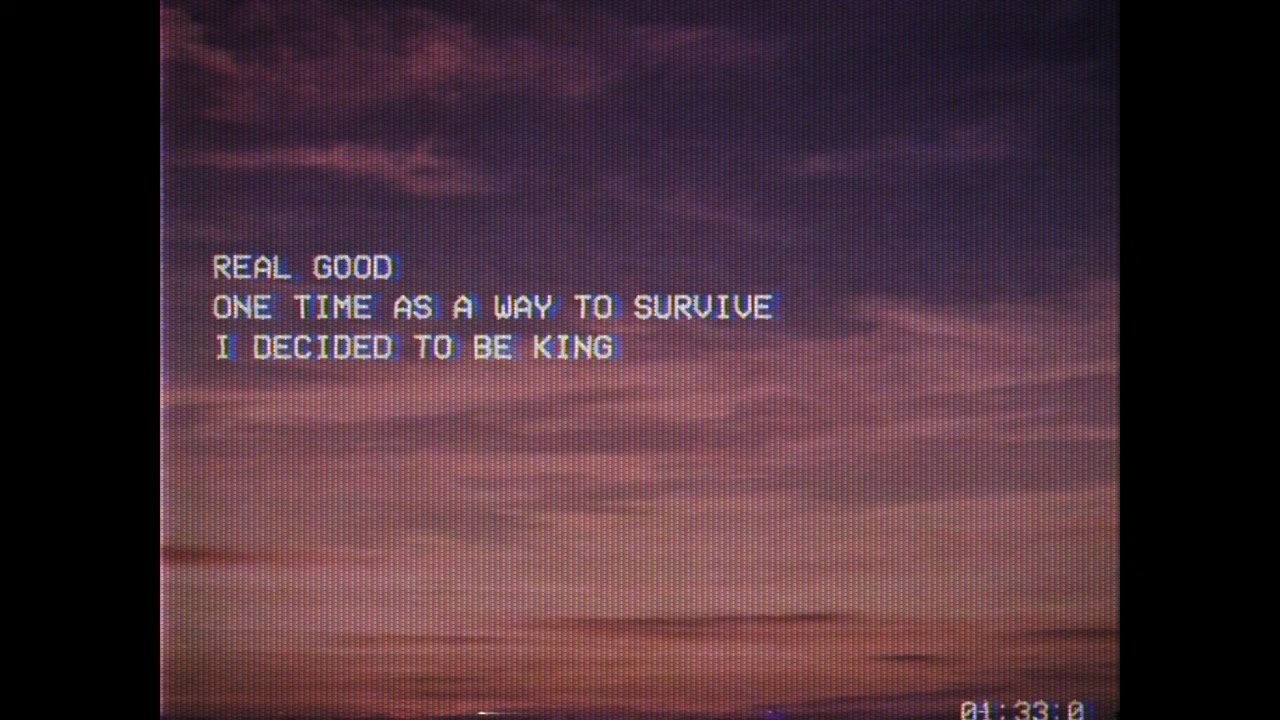 REAL GOOD
ONE TIME AS A WAY TO SURVIVE
I DECIDED TO BE KING
01:33:0